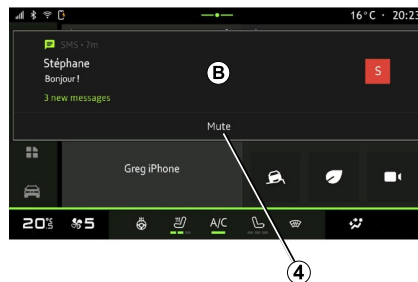 16°C · 20:23
SMS · 7m
Stéphane
Bonjour !
3 new messages
B
S
Mute
Greg iPhone
20°5
5
A/C
4